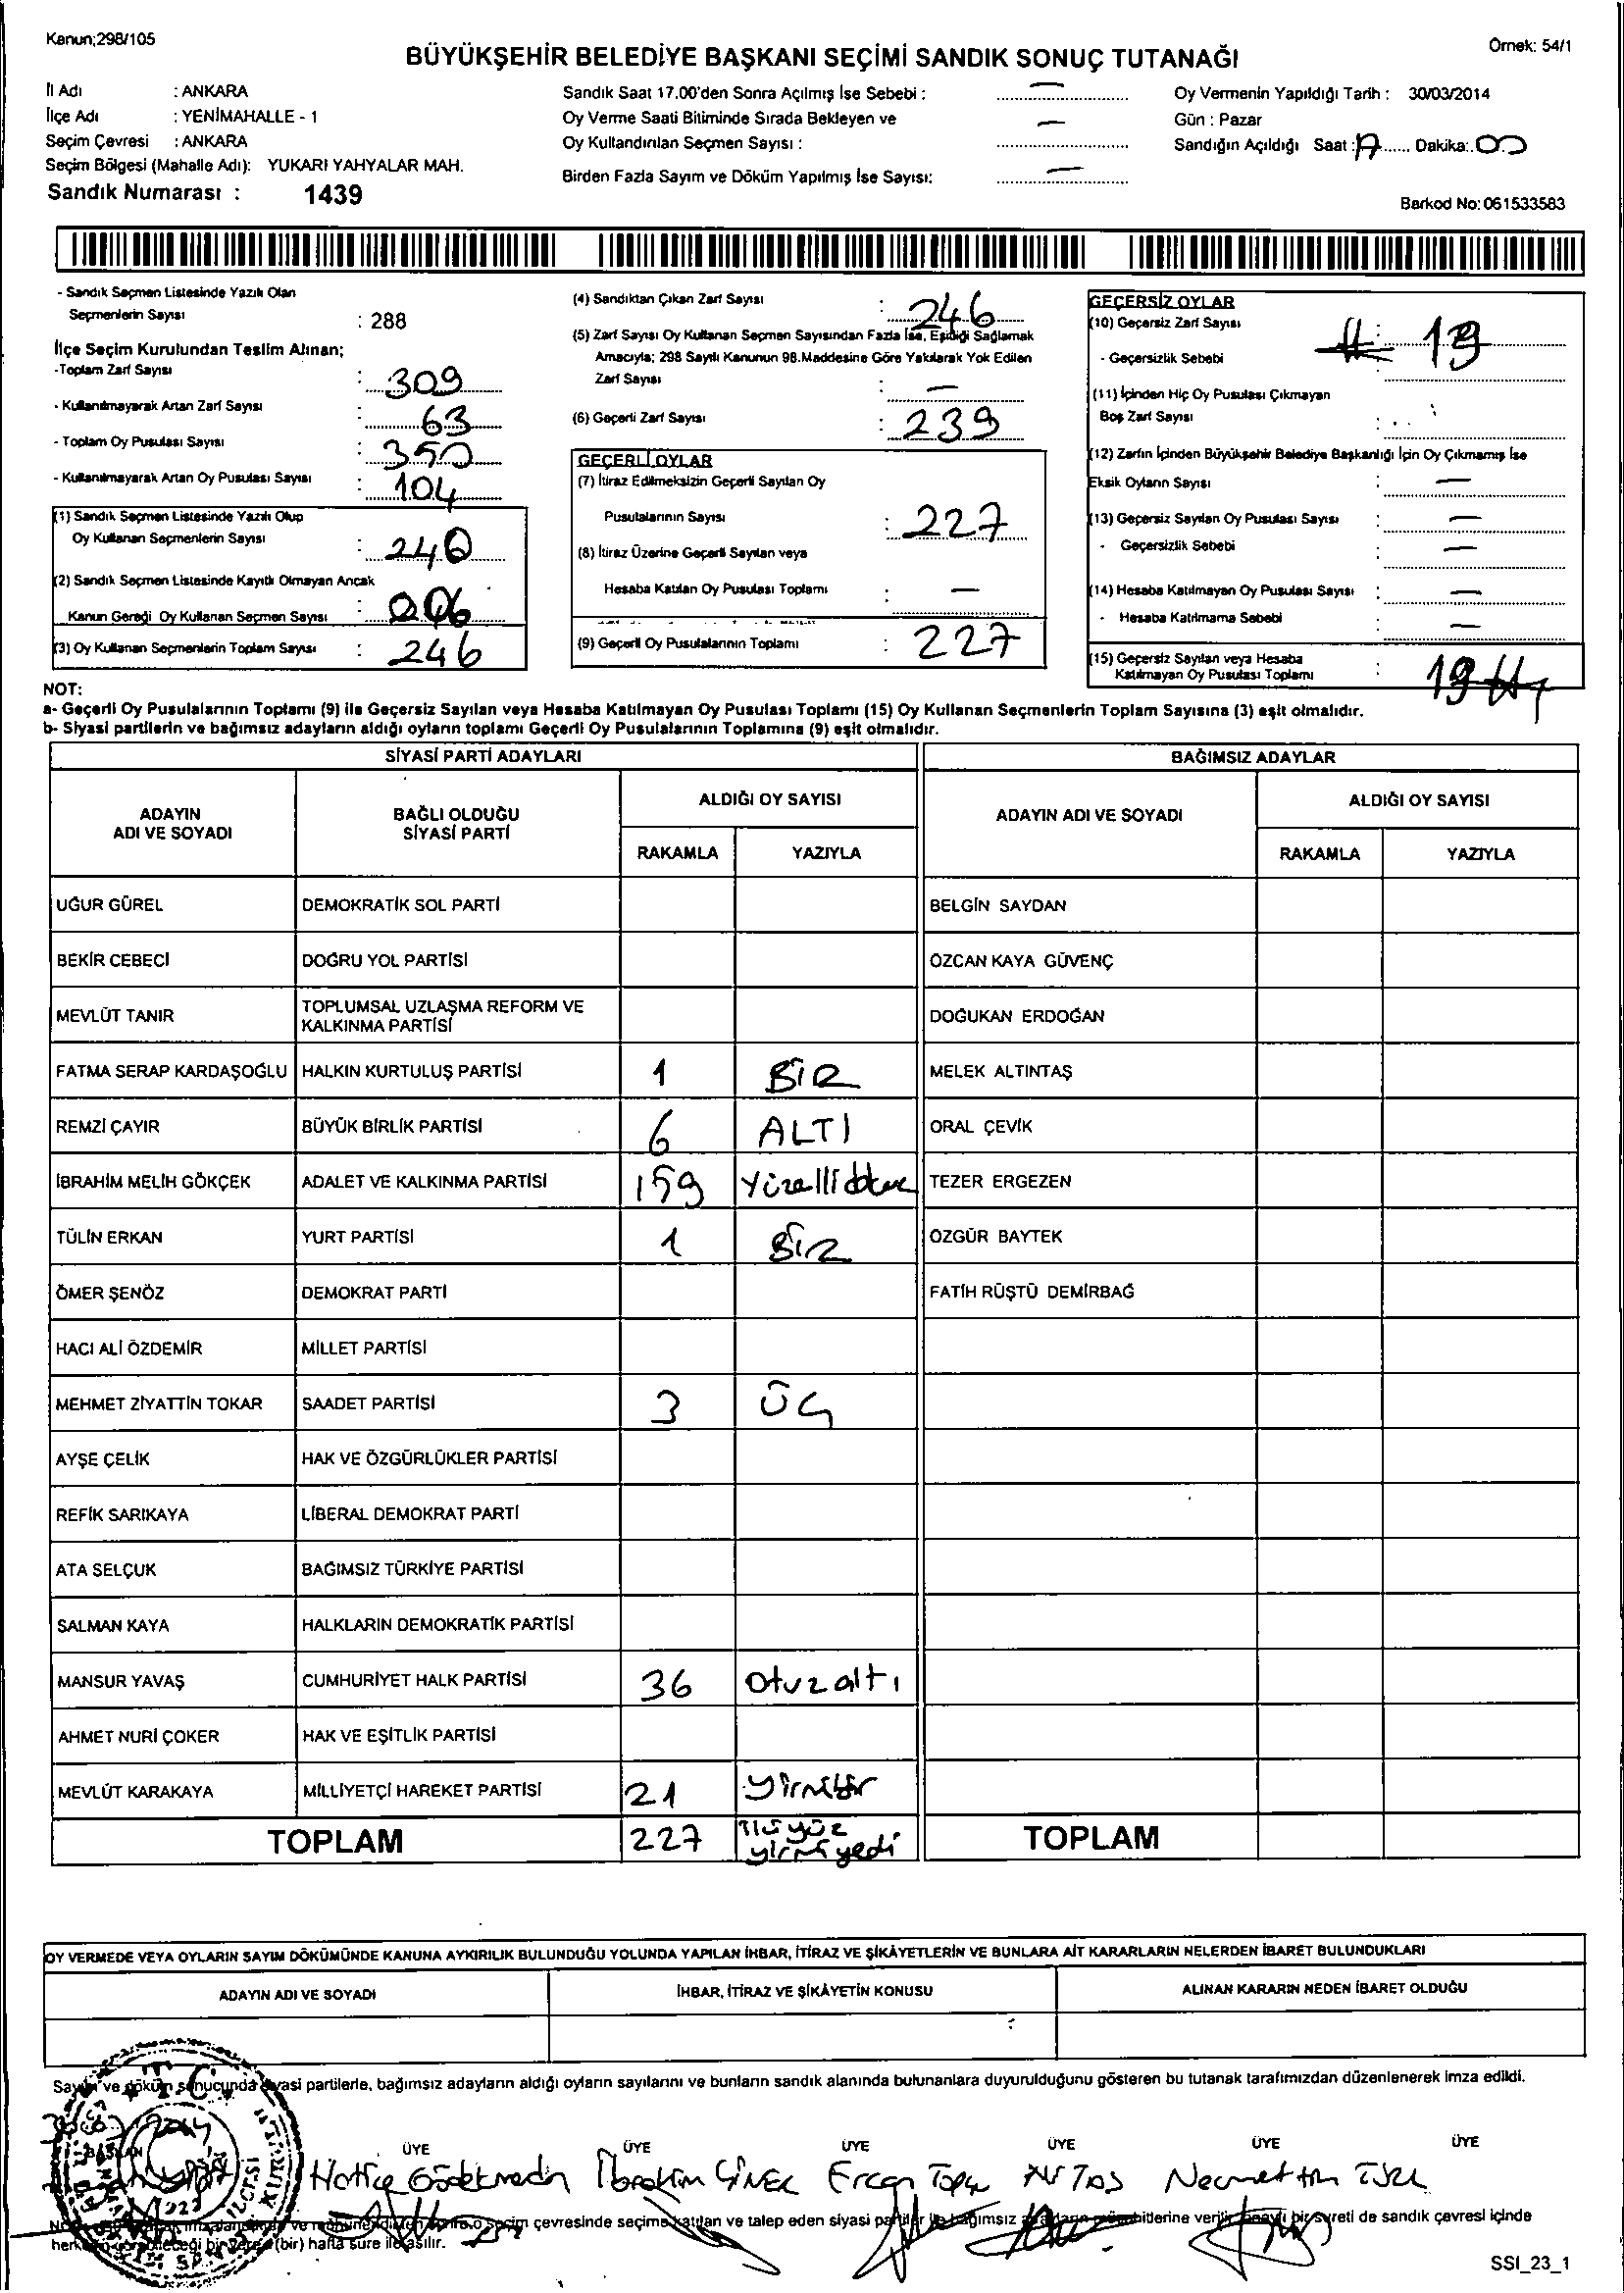 Kanun;298/105
Örnek: 54/1
BÜYÜKŞEHİR BELEDİYE BAŞKANI SEÇİMİ SANDIK SONUÇ TUTANAĞI
İl Adı : ANKARA
İlçe Adı : YENİMAHALLE - 1
Seçim Çevresi : ANKARA
Seçim Bölgesi (Mahalle Adı): YUKARI YAHYALAR MAH.
Sandık Numarası : 1439
Sandık Saat 17.00'den Sonra Açılmış İse Sebebi : —
Oy Verme Saati Bitiminde Sırada Bekleyen ve
Oy Kullandırılan Seçmen Sayısı : —
Birden Fazla Sayım ve Döküm Yapılmış İse Sayısı: —
Oy Vermenin Yapıldığı Tarih : 30/03/2014
Gün : Pazar
Sandığın Açıldığı Saat : 17 Dakika: 00
Barkod No: 061533583
- Sandık Seçmen Listesinde Yazılı Olan
Seçmenlerin Sayısı : 288
İlçe Seçim Kurulundan Teslim Alınan;
-Toplam Zarf Sayısı : 309
- Kullanılmayarak Artan Zarf Sayısı : 63
- Toplam Oy Pusulası Sayısı : 350
- Kullanılmayarak Artan Oy Pusulası Sayısı : 104
(1) Sandık Seçmen Listesinde Yazılı Olup
Oy Kullanan Seçmenlerin Sayısı : 240
(2) Sandık Seçmen Listesinde Kayıtlı Olmayan Ancak
Kanun Gereği Oy Kullanan Seçmen Sayısı :
(3) Oy Kullanan Seçmenlerin Toplam Sayısı : 246
(4) Sandıktan Çıkan Zarf Sayısı : 246
(5) Zarf Sayısı Oy Kullanan Seçmen Sayısından Fazla İse, Eşitliği Sağlamak
Amacıyla; 298 Sayılı Kanunun 98.Maddesine Göre Yakılarak Yok Edilen
Zarf Sayısı : —
(6) Geçerli Zarf Sayısı : 239
GEÇERLİ OYLAR
(7) İtiraz Edilmeksizin Geçerli Sayılan Oy
Pusulalarının Sayısı : 227
(8) İtiraz Üzerine Geçerli Sayılan veya
Hesaba Katılan Oy Pusulası Toplamı : —
(9) Geçerli Oy Pusulalarının Toplamı : 227
GEÇERSİZ OYLAR
(10) Geçersiz Zarf Sayısı : 19
- Geçersizlik Sebebi
(11) İçinden Hiç Oy Pusulası Çıkmayan
Boş Zarf Sayısı :
(12) Zarfın İçinden Büyükşehir Belediye Başkanlığı İçin Oy Çıkmamış İse
Eksik Oyların Sayısı : —
(13) Geçersiz Sayılan Oy Pusulası Sayısı : —
- Geçersizlik Sebebi : —
(14) Hesaba Katılmayan Oy Pusulası Sayısı : —
- Hesaba Katılmama Sebebi : —
(15) Geçersiz Sayılan veya Hesaba
Katılmayan Oy Pusulası Toplamı : 19
NOT:
a- Geçerli Oy Pusulalarının Toplamı (9) ile Geçersiz Sayılan veya Hesaba Katılmayan Oy Pusulası Toplamı (15) Oy Kullanan Seçmenlerin Toplam Sayısına (3) eşit olmalıdır.
b- Siyasi partilerin ve bağımsız adayların aldığı oyların toplamı Geçerli Oy Pusulalarının Toplamına (9) eşit olmalıdır.
SİYASİ PARTİ ADAYLARI BAĞIMSIZ ADAYLAR
ADAYIN ADI VE SOYADI BAĞLI OLDUĞU SİYASİ PARTİ ALDIĞI OY SAYISI ADAYIN ADI VE SOYADI ALDIĞI OY SAYISI
RAKAMLA YAZIYLA RAKAMLA YAZIYLA
UĞUR GÜREL DEMOKRATİK SOL PARTİ BELGİN SAYDAN
BEKİR CEBECİ DOĞRU YOL PARTİSİ ÖZCAN KAYA GÜVENÇ
MEVLÜT TANIR TOPLUMSAL UZLAŞMA REFORM VE KALKINMA PARTİSİ DOĞUKAN ERDOĞAN
FATMA SERAP KARDAŞOĞLU HALKIN KURTULUŞ PARTİSİ 1 BİR MELEK ALTINTAŞ
REMZİ ÇAYIR BÜYÜK BİRLİK PARTİSİ 6 ALTI ORAL ÇEVİK
İBRAHİM MELİH GÖKÇEK ADALET VE KALKINMA PARTİSİ 159 Yüzelli dokuz TEZER ERGEZEN
TÜLİN ERKAN YURT PARTİSİ 1 BİR ÖZGÜR BAYTEK
ÖMER ŞENÖZ DEMOKRAT PARTİ FATİH RÜŞTÜ DEMİRBAĞ
HACI ALİ ÖZDEMİR MİLLET PARTİSİ
MEHMET ZİYATTİN TOKAR SAADET PARTİSİ 3 ÜÇ
AYŞE ÇELİK HAK VE ÖZGÜRLÜKLER PARTİSİ
REFİK SARIKAYA LİBERAL DEMOKRAT PARTİ
ATA SELÇUK BAĞIMSIZ TÜRKİYE PARTİSİ
SALMAN KAYA HALKLARIN DEMOKRATİK PARTİSİ
MANSUR YAVAŞ CUMHURİYET HALK PARTİSİ 36 Otuzaltı
AHMET NURİ ÇOKER HAK VE EŞİTLİK PARTİSİ
MEVLÜT KARAKAYA MİLLİYETÇİ HAREKET PARTİSİ 21 Yirmibir
TOPLAM 227 ikiyüz yirmiyedi TOPLAM
OY VERMEDE VEYA OYLARIN SAYIM DÖKÜMÜNDE KANUNA AYKIRILIK BULUNDUĞU YOLUNDA YAPILAN İHBAR, İTİRAZ VE ŞİKÂYETLERİN VE BUNLARA AİT KARARLARIN NELERDEN İBARET BULUNDUKLARI
ADAYIN ADI VE SOYADI İHBAR, İTİRAZ VE ŞİKÂYETİN KONUSU ALINAN KARARIN NEDEN İBARET OLDUĞU
Sayım ve döküm sonucunda siyasi partilerle, bağımsız adayların aldığı oyların sayılarını ve bunların sandık alanında bulunanlara duyurulduğunu gösteren bu tutanak tarafımızdan düzenlenerek imza edildi.
BAŞKAN ÜYE ÜYE ÜYE ÜYE ÜYE ÜYE
Hatice İbrahim Ercan Necmettin
seçim çevresinde seçime katılan ve talep eden siyasi partiler ile bağımsız bir sureti de sandık çevresi içinde
(bir) hafta süre ile asılır.
SSI_23_1